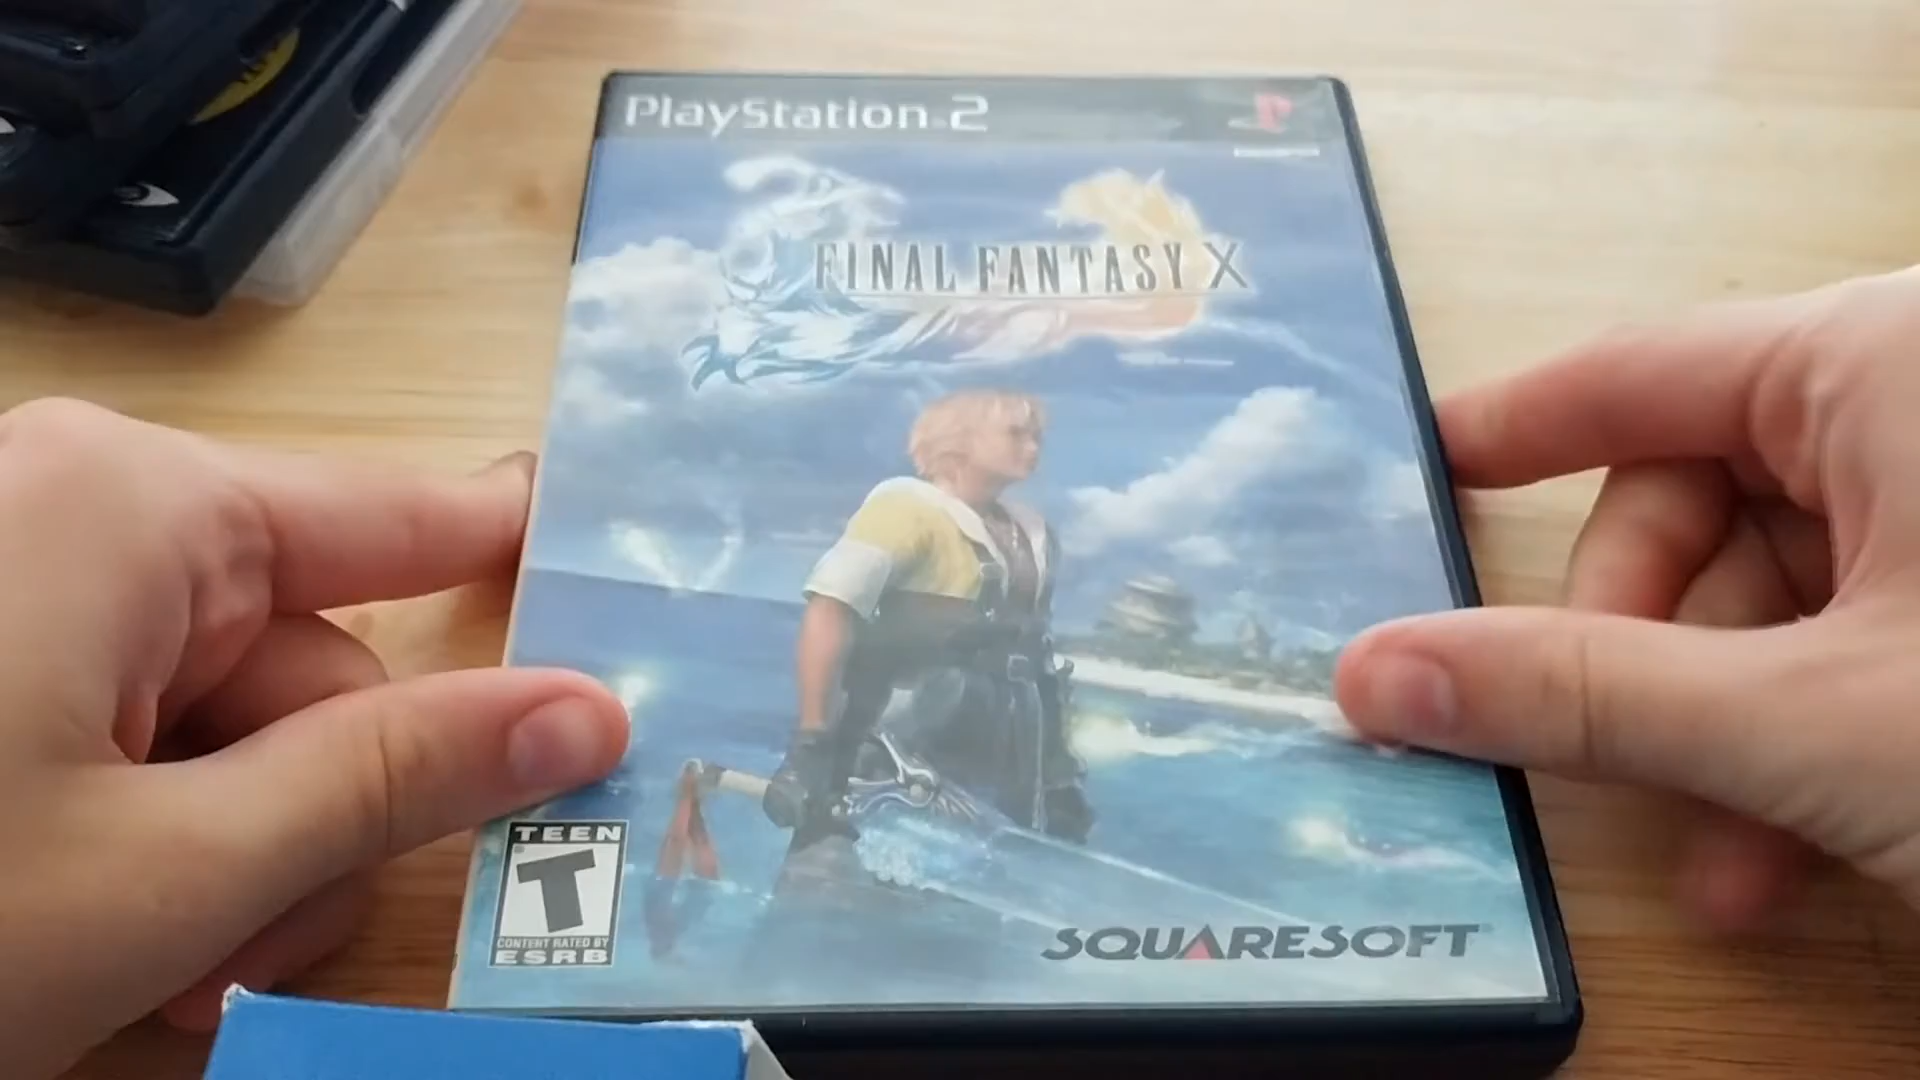 PlayStation 2
FINAL FANTASY X
TEEN
T
CONTENT RATED BY
ESRB
SQUARESOFT